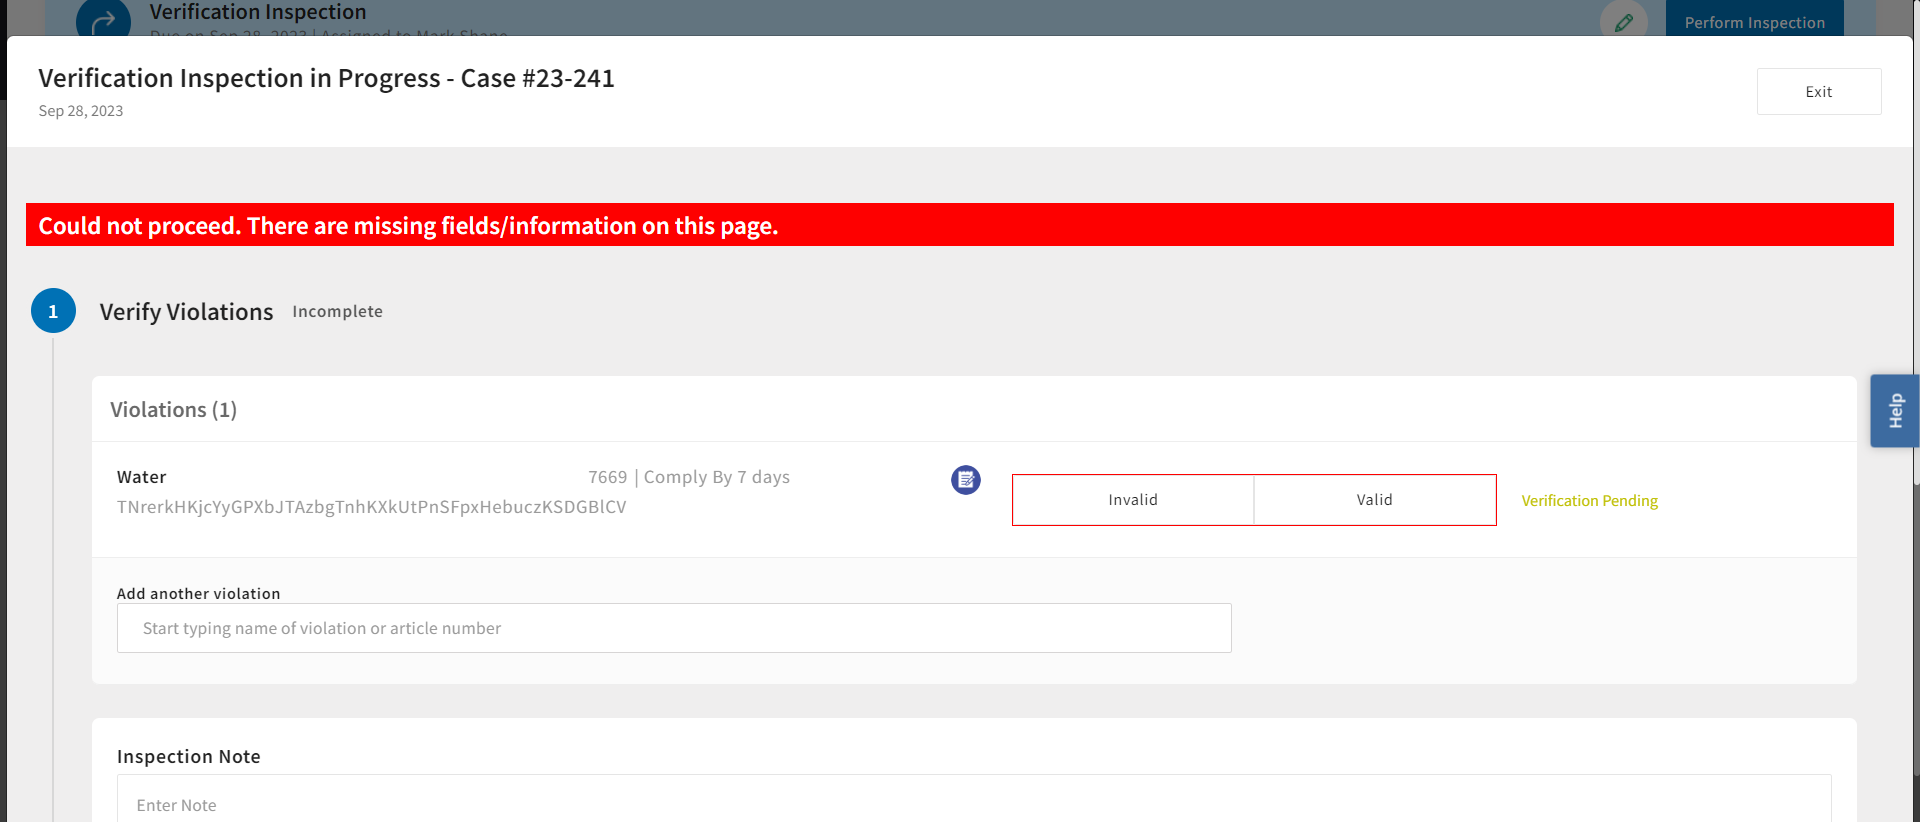 Verification Inspection
Due on Sep 28, 2023 | Assigned to Mark Shane
Perform Inspection
Verification Inspection in Progress - Case #23-241
Sep 28, 2023
Exit
Could not proceed. There are missing fields/information on this page.
1
Verify Violations Incomplete
Help
Violations (1)
Water 7669 | Comply By 7 days
TNrerkHKjcYyGPXbJTAzbgTnhKXkUtPnSFpxHebuczKSDGBlCV
Invalid Valid Verification Pending
Add another violation
Start typing name of violation or article number
Inspection Note
Enter Note